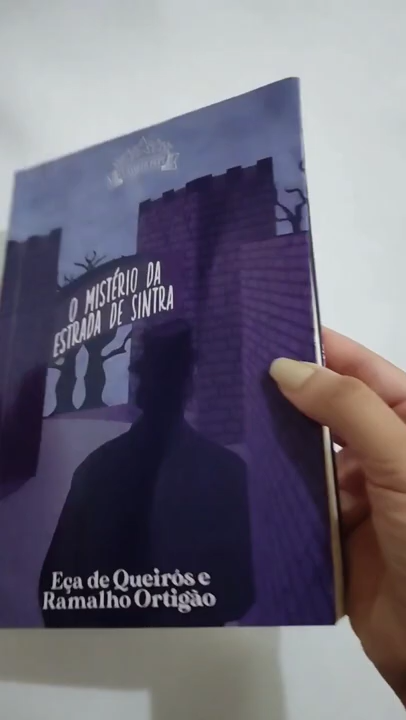 O MISTÉRIO DA
ESTRADA DE SINTRA
Eça de Queirós e
Ramalho Ortigão